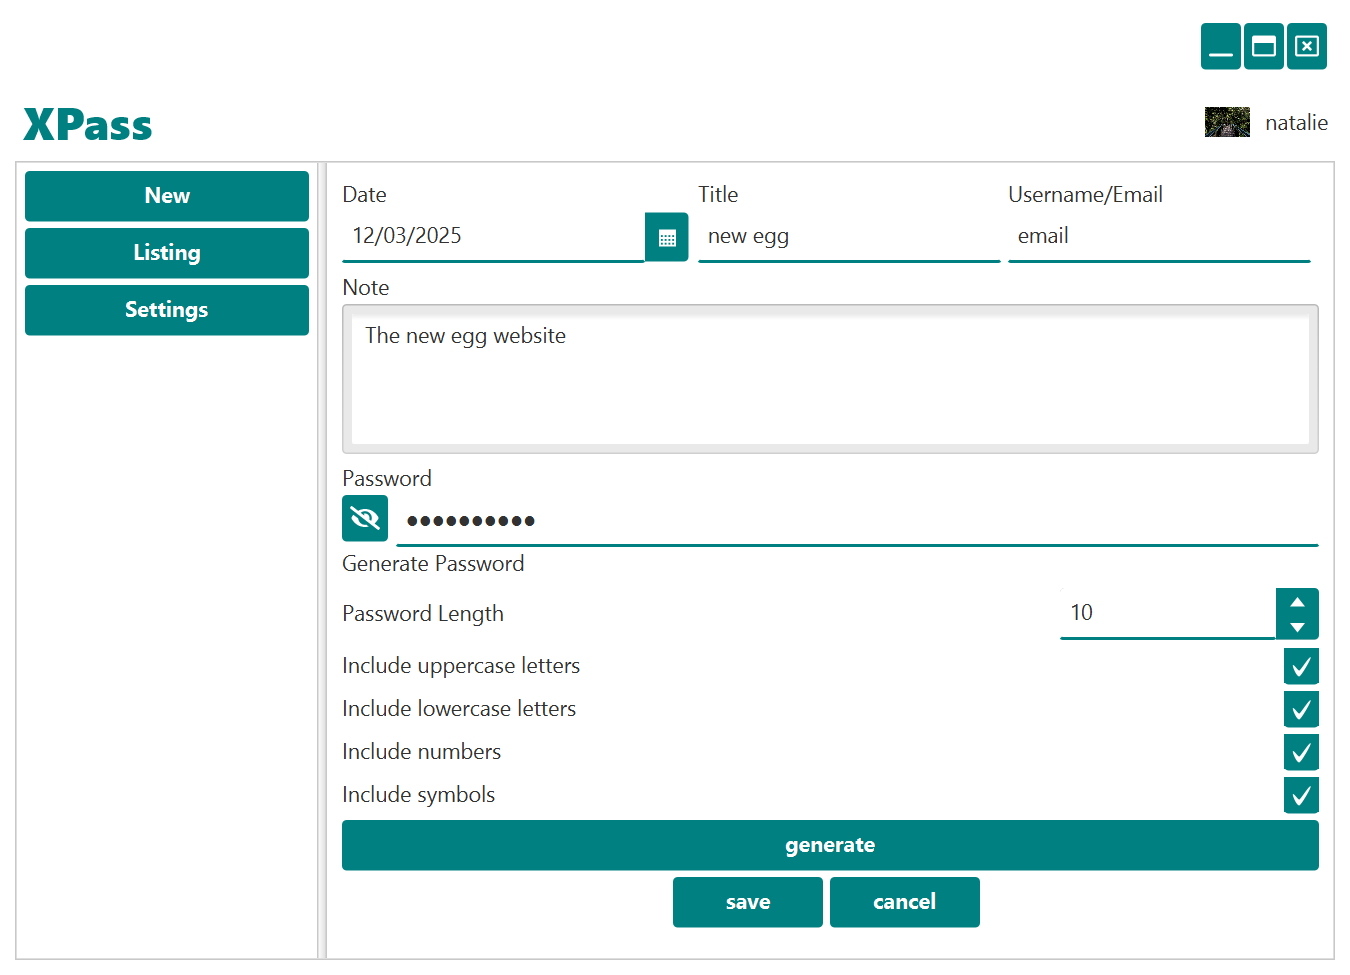 XPass
natalie
New
Listing
Settings
Date
Title
Username/Email
12/03/2025
new egg
email
Note
The new egg website
Password
●●●●●●●●●●
Generate Password
Password Length
10
Include uppercase letters
Include lowercase letters
Include numbers
Include symbols
generate
save
cancel